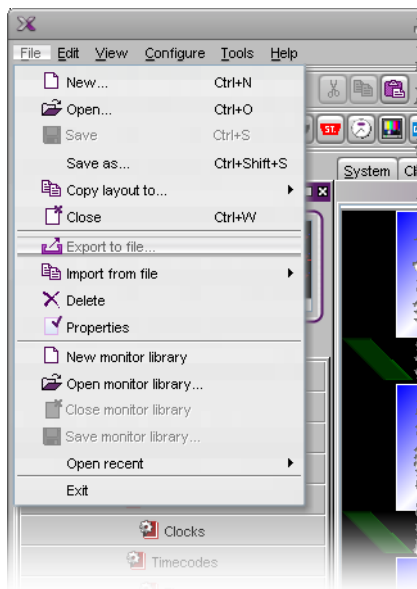 File Edit View Configure Tools Help
New... Ctrl+N
Open... Ctrl+O
Save Ctrl+S
Save as... Ctrl+Shift+S
Copy layout to...
Close Ctrl+W
Export to file...
Import from file
Delete
Properties
New monitor library
Open monitor library...
Close monitor library
Save monitor library...
Open recent
Exit
ST.
System Cli
Clocks
Timecodes